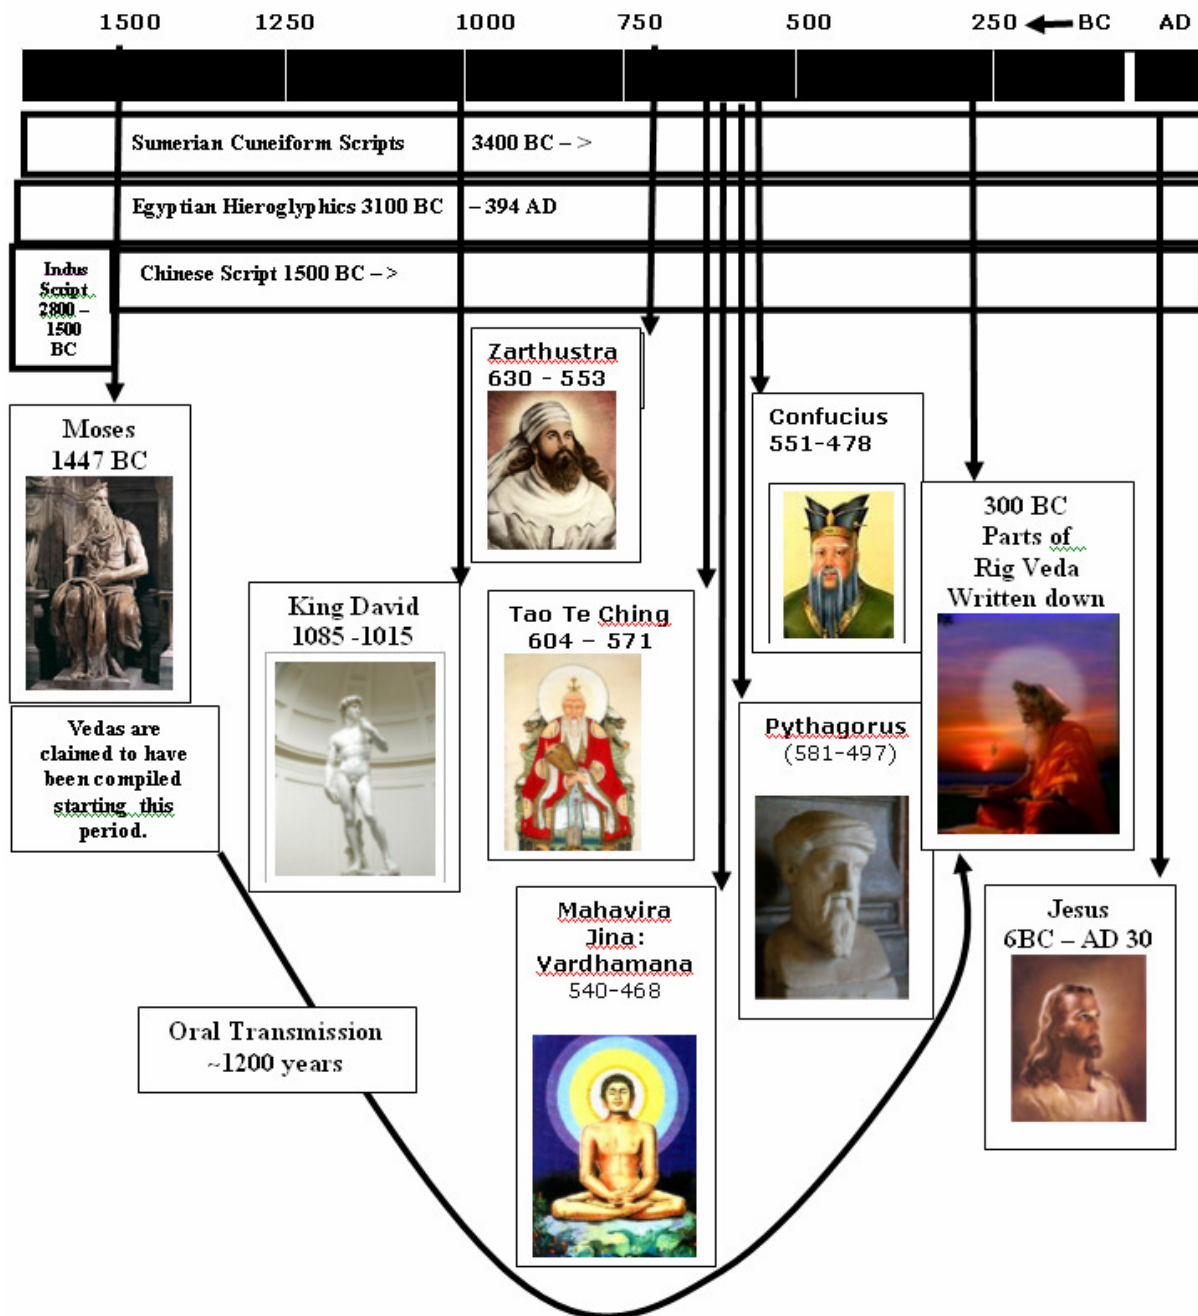 1500 1250 1000 750 500 250 BC AD
Sumerian Cuneiform Scripts 3400 BC – >
Egyptian Hieroglyphics 3100 BC – 394 AD
Indus
Script
2800 –
1500
BC
Chinese Script 1500 BC – >
Zarthustra
630 - 553
Moses
1447 BC
Confucius
551-478
300 BC
Parts of
Rig Veda
Written down
King David
1085 -1015
Tao Te Ching
604 – 571
Vedas are
claimed to have
been compiled
starting this
period.
Pythagorus
(581-497)
Mahavira
Jina:
Vardhamana
540-468
Jesus
6BC – AD 30
Oral Transmission
~1200 years